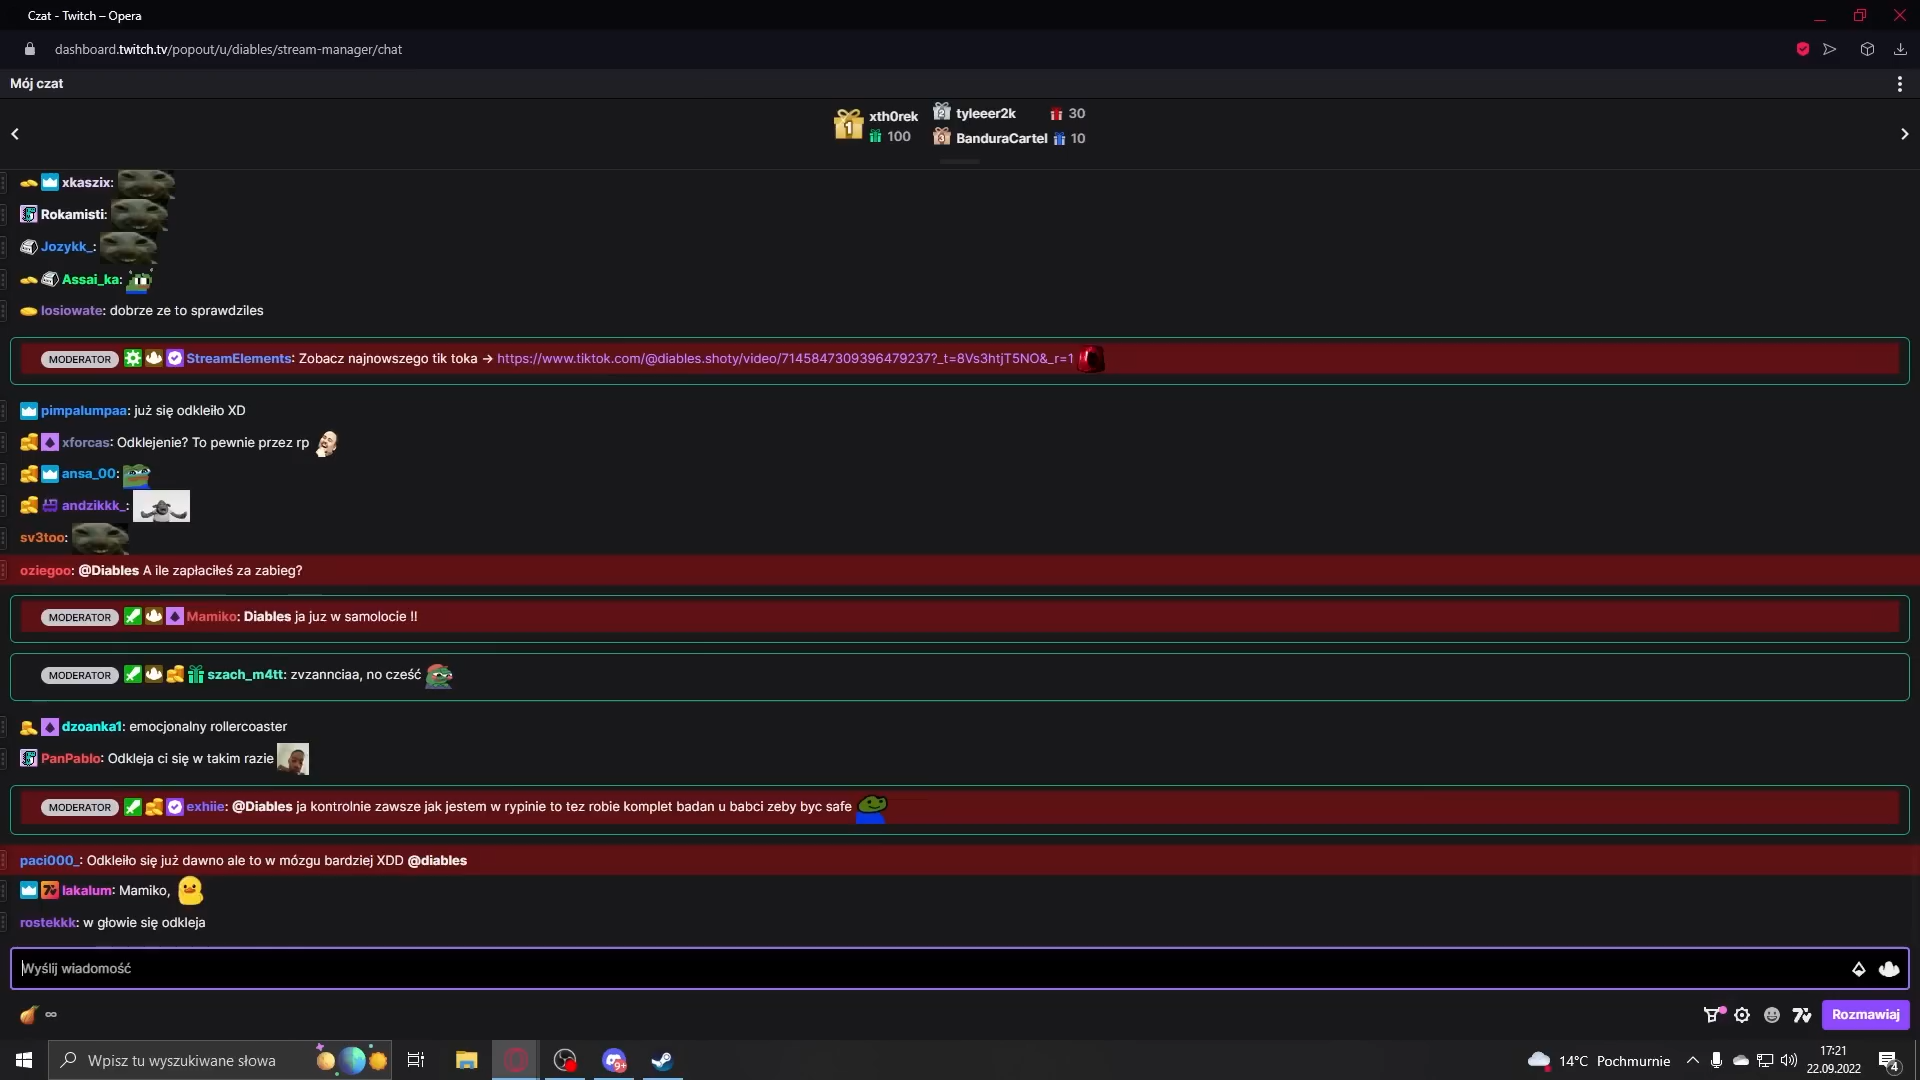 Czat - Twitch – Opera
dashboard.twitch.tv/popout/u/diables/stream-manager/chat
Mój czat
1 xth0rek 100
2 tyleeer2k 30
3 BanduraCartel 10
xkaszix:
Rokamisti:
Jozykk_:
Assai_ka:
losiowate: dobrze ze to sprawdziles
MODERATOR StreamElements: Zobacz najnowszego tik toka → https://www.tiktok.com/@diables.shoty/video/7145847309396479237?_t=8Vs3htjT5NO&_r=1
pimpalumpaa: już się odkleiło XD
xforcas: Odklejenie? To pewnie przez rp
ansa_00:
andzikkk_:
sv3too:
oziegoo: @Diables A ile zapłaciłeś za zabieg?
MODERATOR Mamiko: Diables ja juz w samolocie !!
MODERATOR szach_m4tt: zvzannciaa, no cześć
dzoanka1: emocjonalny rollercoaster
PanPablo: Odkleja ci się w takim razie
MODERATOR exhiie: @Diables ja kontrolnie zawsze jak jestem w rypinie to tez robie komplet badan u babci zeby byc safe
paci000_: Odkleiło się już dawno ale to w mózgu bardziej XDD @diables
lakalum: Mamiko,
rostekkk: w głowie się odkleja
Wyślij wiadomość
∞
Rozmawiaj
Wpisz tu wyszukiwane słowa
9+
14°C Pochmurnie
17:21
22.09.2022
4